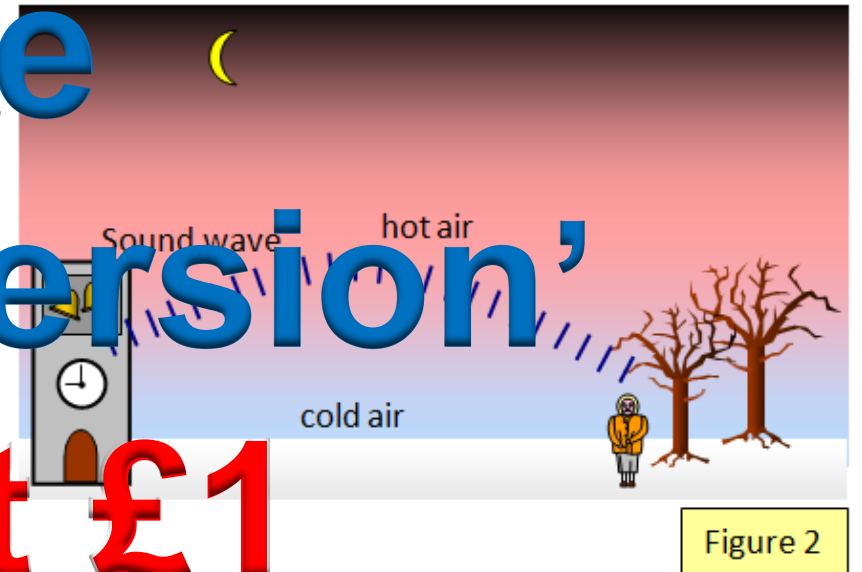 e
Sound wave
hot air
ersion’
cold air
t £1
Figure 2